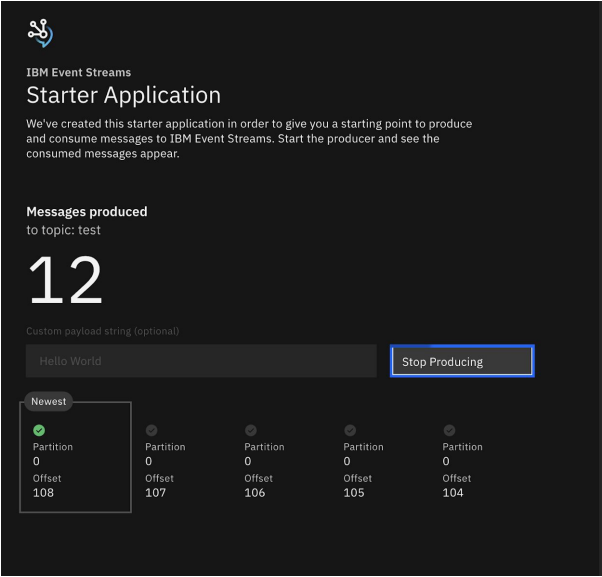 IBM Event Streams
Starter Application
We've created this starter application in order to give you a starting point to produce
and consume messages to IBM Event Streams. Start the producer and see the
consumed messages appear.
Messages produced
to topic: test
12
Custom payload string (optional)
Hello World
Stop Producing
Newest
Partition Partition Partition Partition Partition
0 0 0 0 0
Offset Offset Offset Offset Offset
108 107 106 105 104